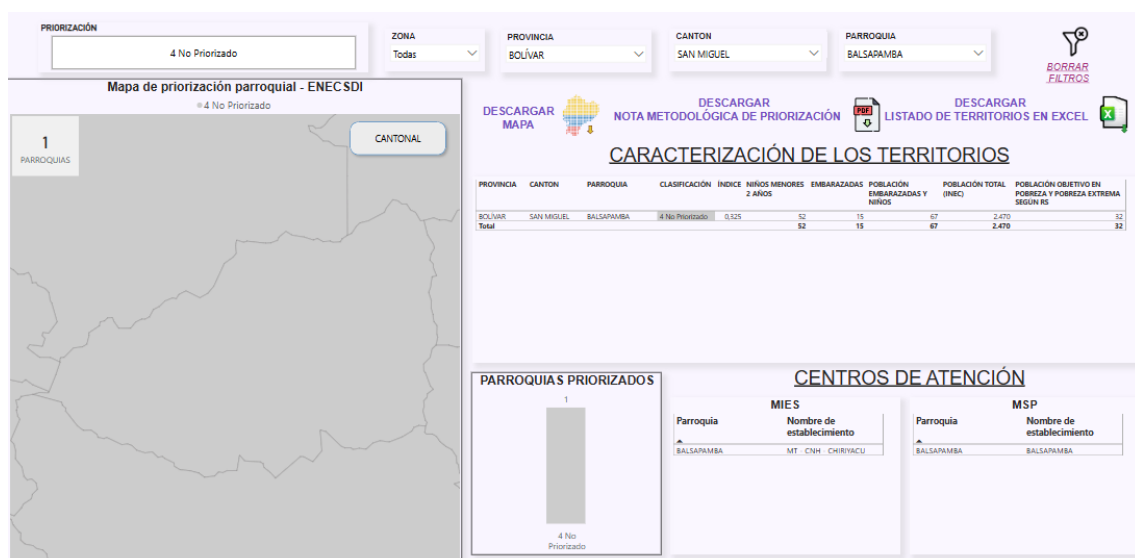 PRIORIZACIÓN
4 No Priorizado
ZONA
Todas
PROVINCIA
BOLÍVAR
CANTON
SAN MIGUEL
PARROQUIA
BALSAPAMBA
BORRAR
FILTROS
Mapa de priorización parroquial - ENECSDI
4 No Priorizado
1
PARROQUIAS
CANTONAL
DESCARGAR
MAPA
DESCARGAR
NOTA METODOLÓGICA DE PRIORIZACIÓN
PDF
DESCARGAR
LISTADO DE TERRITORIOS EN EXCEL
X
CARACTERIZACIÓN DE LOS TERRITORIOS
PROVINCIA CANTON PARROQUIA CLASIFICACIÓN ÍNDICE NIÑOS MENORES EMBARAZADAS POBLACIÓN POBLACIÓN TOTAL POBLACIÓN OBJETIVO EN
2 AÑOS EMBARAZADAS Y (INEC) POBREZA Y POBREZA EXTREMA
NIÑOS SEGÚN RS
BOLÍVAR SAN MIGUEL BALSAPAMBA 4 No Priorizado 0,325 52 15 67 2.470 32
Total 52 15 67 2.470 32
PARROQUIAS PRIORIZADOS
1
4 No
Priorizado
CENTROS DE ATENCIÓN
MIES
Parroquia Nombre de
establecimiento
BALSAPAMBA MT - CNH - CHIRIYACU
MSP
Parroquia Nombre de
establecimiento
BALSAPAMBA BALSAPAMBA